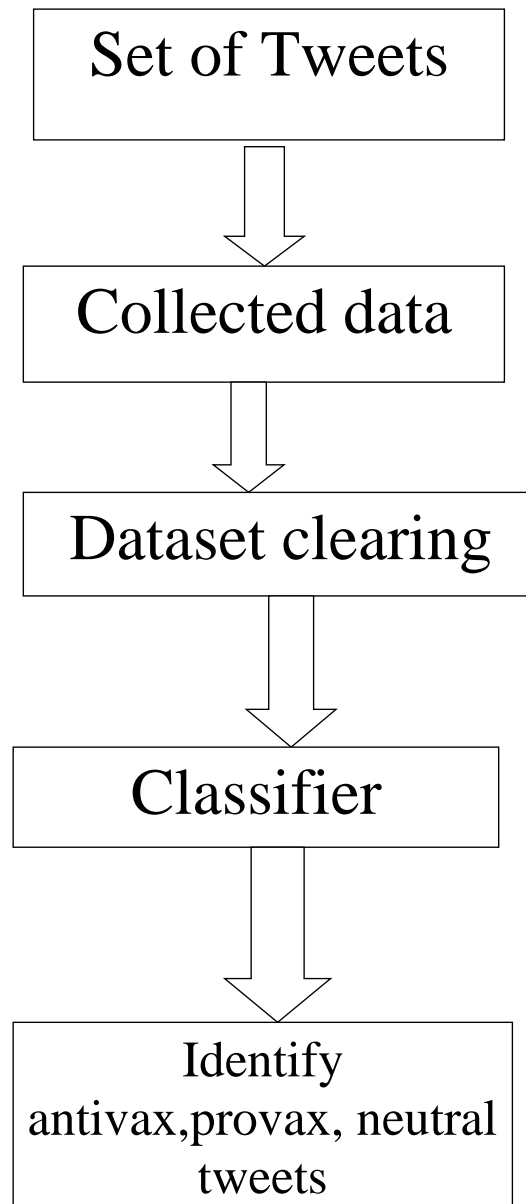 Set of Tweets
Collected data
Dataset clearing
Classifier
Identify
antivax,provax, neutral
tweets